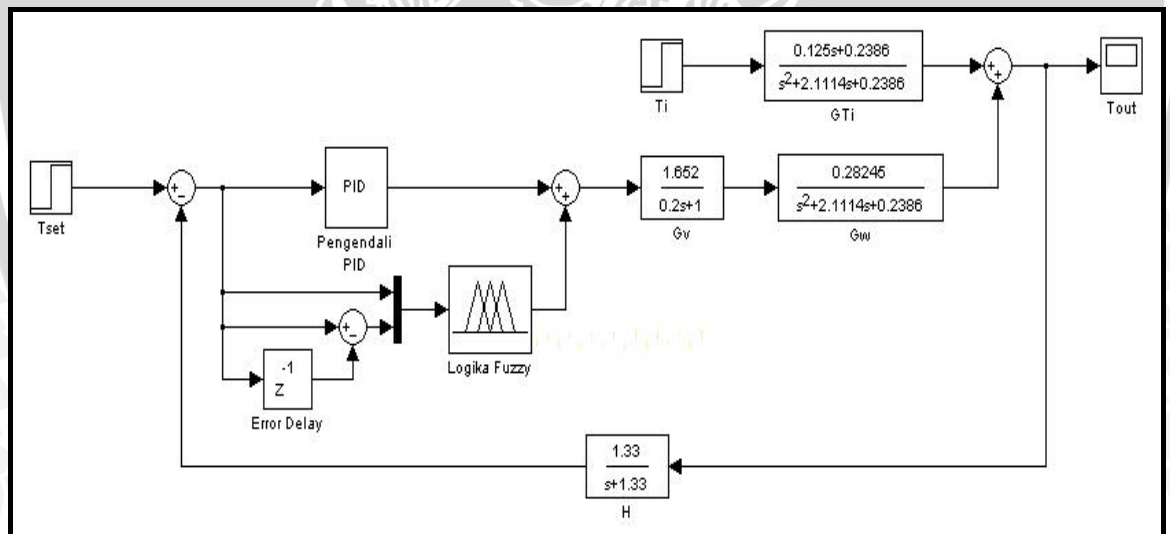 0.125s+0.2386
s2+2.1114s+0.2386
Ti
GTi
Tout
PID
1.652
0.2s+1
0.28245
s2+2.1114s+0.2386
Tset
Pengendali
PID
Gv
Gw
Logika Fuzzy
-1
Z
Error Delay
1.33
s+1.33
H